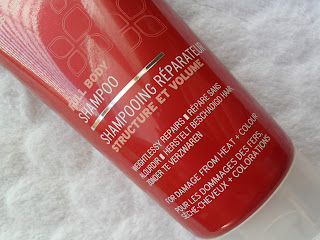 FULL BODY
SHAMPOO
SHAMPOOING RÉPARATEUR
STRUCTURE ET VOLUME
WEIGHTLESSY REPAIRS RÉPARE SANS
ALOURDIR HERSTELT BESCHADIGD HAAR
ZONDER TE VERZWAREN
FOR DAMAGE FROM HEAT + COLOUR
POUR LES DOMMAGES DES FERS,
SÈCHE-CHEVEUX + COLORATIONS